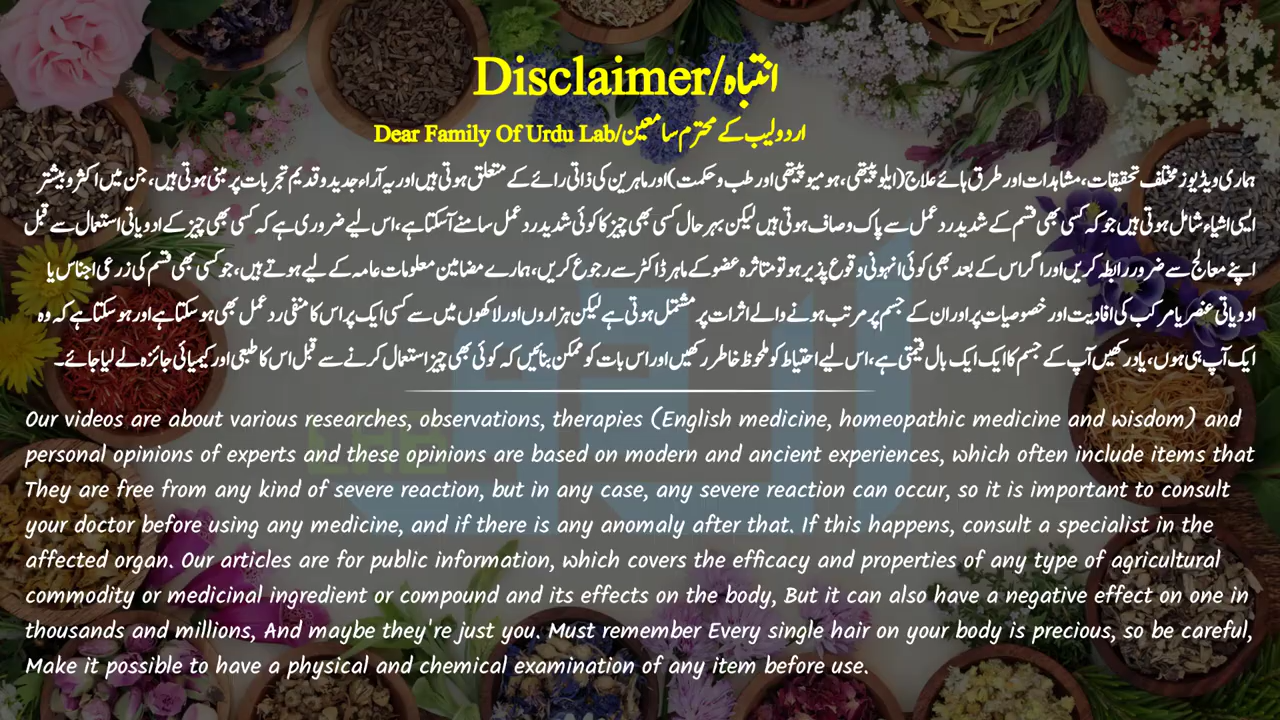 Disclaimer/انتباہ
Dear Family Of Urdu Lab/اردو لیب کے محترم سامعین
ہماری ویڈیوز مختلف تحقیقات، مشاہدات اور طرق ہائے علاج (ایلوپیتھی، ہومیوپیتھی اور طب و حکمت) اور ماہرین کی ذاتی رائے کے متعلق ہوتی ہیں اور یہ آراء جدید و قدیم تجربات پر مبنی ہوتی ہیں، جن میں اکثر و بیشتر
ایسی اشیاء شامل ہوتی ہیں جو کہ کسی بھی قسم کے شدید رد عمل سے پاک و صاف ہوتی ہیں لیکن بہر حال کسی بھی چیز کا کوئی شدید رد عمل سامنے آسکتا ہے، اس لیے ضروری ہے کہ کسی بھی چیز کے ادویاتی استعمال سے قبل
اپنے معالج سے ضرور رابطہ کریں اور اگر اس کے بعد بھی کوئی انہونی وقوع پذیر ہو تو متاثرہ عضو کے ماہر ڈاکٹر سے رجوع کریں، ہمارے مضامین معلومات عامہ کے لیے ہوتے ہیں، جو کسی بھی قسم کی زرعی اجناس یا
ادویاتی عنصر یا مرکب کی افادیت اور خصوصیات پر اور ان کے جسم پر مرتب ہونے والے اثرات پر مشتمل ہوتی ہے لیکن ہزاروں اور لاکھوں میں سے کسی ایک پر اس کا منفی رد عمل بھی ہوسکتا ہے اور ہوسکتا ہے کہ وہ
ایک آپ ہی ہوں، یاد رکھیں آپ کے جسم کا ایک ایک بال قیمتی ہے، اس لیے احتیاط کو ملحوظ خاطر رکھیں اور اس بات کو ممکن بنائیں کہ کوئی بھی چیز استعمال کرنے سے قبل اس کا طبعی اور کیمیائی جائزہ لے لیا جائے۔
LAB
Our videos are about various researches, observations, therapies (English medicine, homeopathic medicine and wisdom) and
personal opinions of experts and these opinions are based on modern and ancient experiences, which often include items that
They are free from any kind of severe reaction, but in any case, any severe reaction can occur, so it is important to consult
your doctor before using any medicine, and if there is any anomaly after that. If this happens, consult a specialist in the
affected organ. Our articles are for public information, which covers the efficacy and properties of any type of agricultural
commodity or medicinal ingredient or compound and its effects on the body, But it can also have a negative effect on one in
thousands and millions, And maybe they're just you. Must remember Every single hair on your body is precious, so be careful,
Make it possible to have a physical and chemical examination of any item before use.